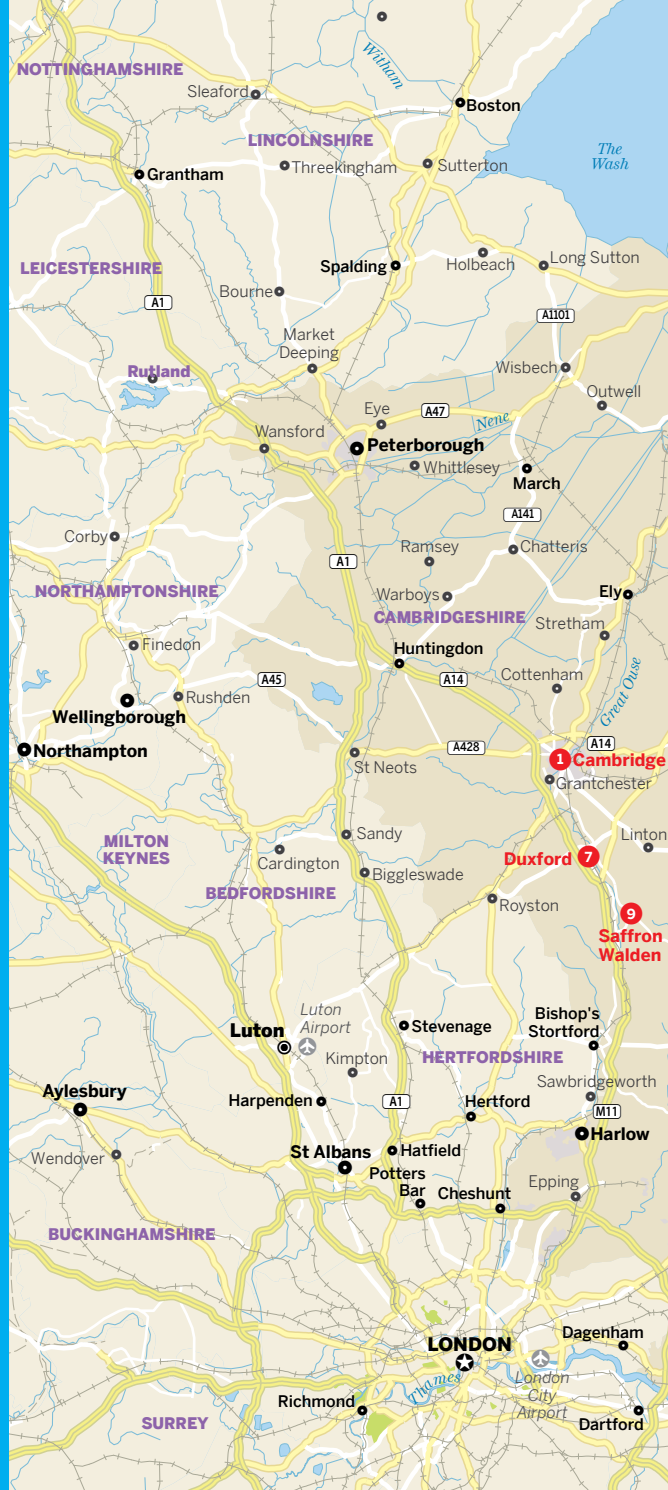 Witham
NOTTINGHAMSHIRE
Sleaford
Boston
LINCOLNSHIRE
The
Wash
Threekingham
Sutterton
Grantham
LEICESTERSHIRE
Spalding
Holbeach
Long Sutton
Bourne
A1
A1101
Market
Deeping
Wisbech
Rutland
Outwell
Eye
A47
Nene
Wansford
Peterborough
Whittlesey
March
A141
Corby
Ramsey
Chatteris
A1
NORTHAMPTONSHIRE
Warboys
Ely
CAMBRIDGESHIRE
Stretham
Finedon
Huntingdon
Cottenham
A45
A14
Great Ouse
Rushden
Wellingborough
Northampton
A428
A14
St Neots
1 Cambridge
Grantchester
MILTON
KEYNES
Sandy
Linton
Cardington
Duxford 7
Biggleswade
BEDFORDSHIRE
Royston
9
Saffron
Walden
Luton
Airport
Luton
Stevenage
Bishop's
Stortford
HERTFORDSHIRE
Kimpton
Sawbridgeworth
Aylesbury
Harpenden
A1
Hertford
M11
Harlow
St Albans
Hatfield
Wendover
Potters
Bar
Cheshunt
Epping
BUCKINGHAMSHIRE
LONDON
Dagenham
Thames
London
City
Airport
Richmond
SURREY
Dartford